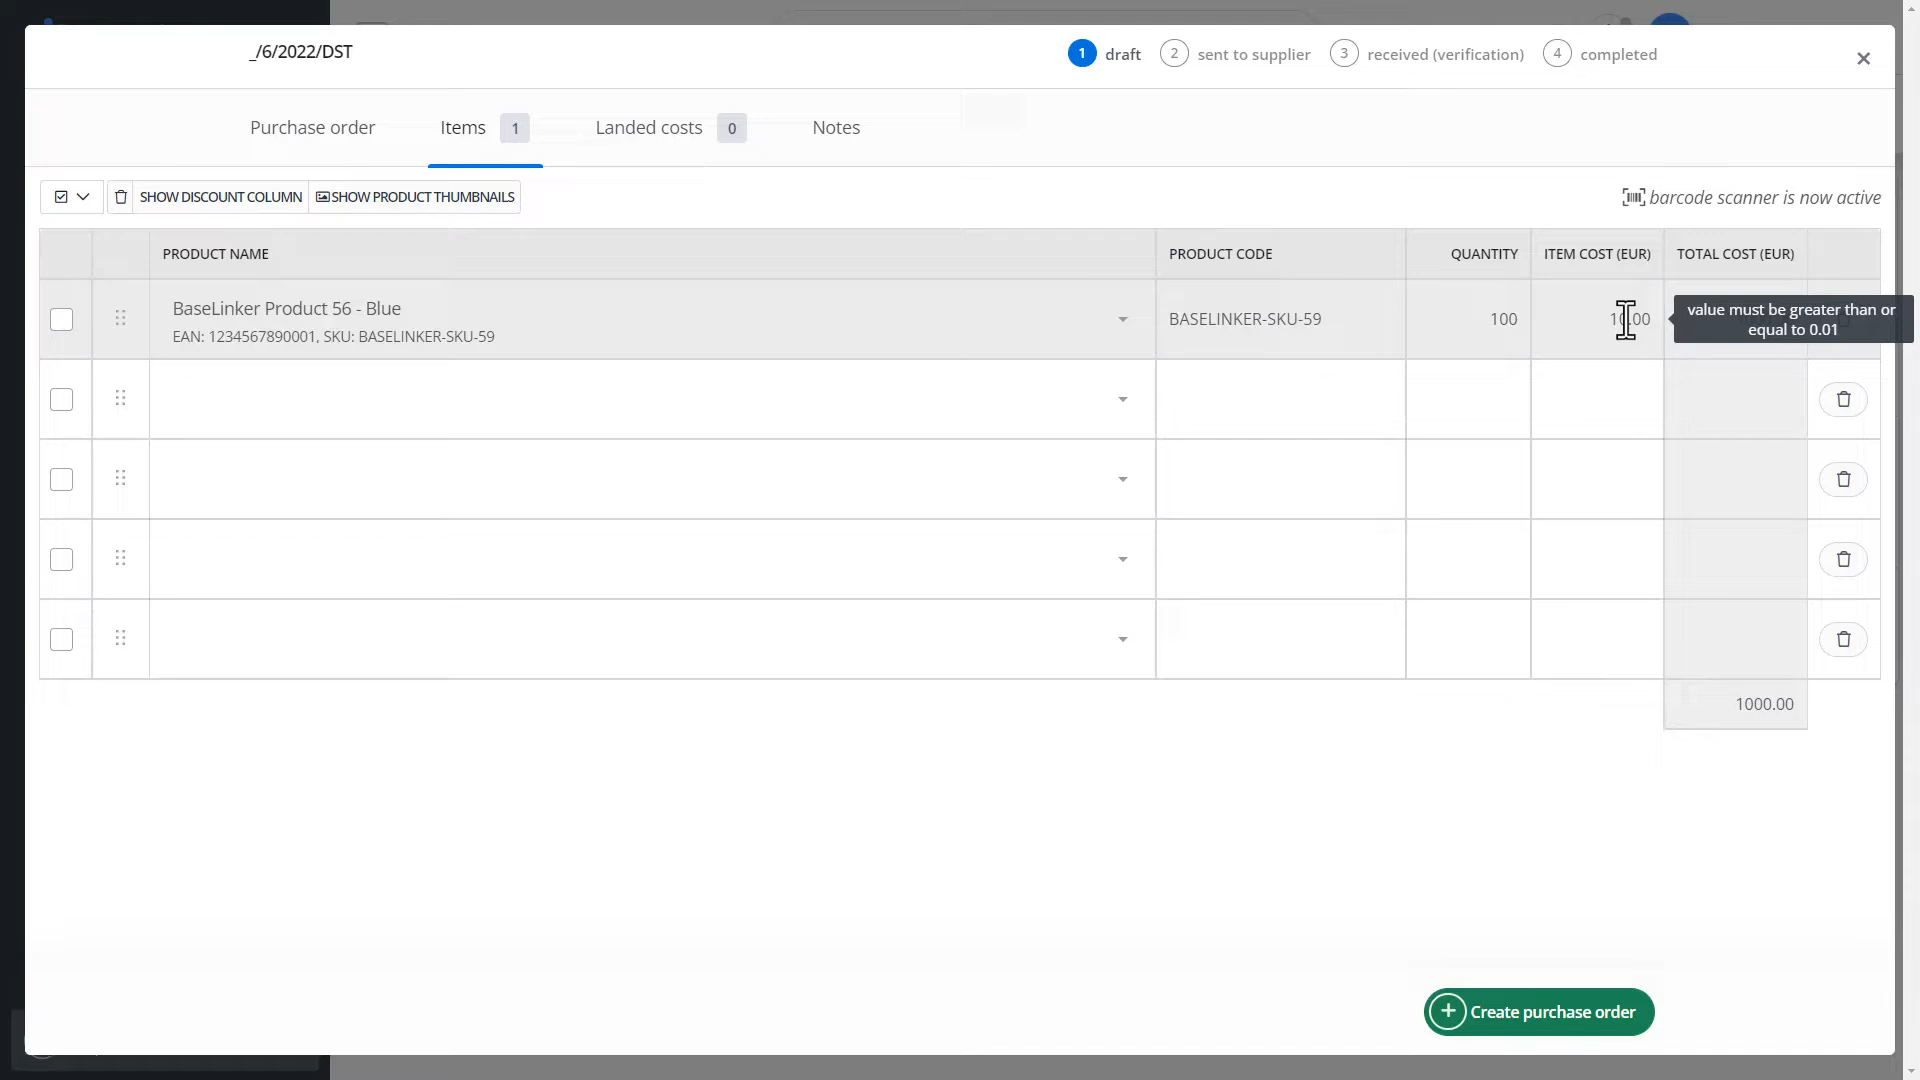 _/6/2022/DST
1 draft 2 sent to supplier 3 received (verification) 4 completed
Purchase order Items 1 Landed costs 0 Notes
SHOW DISCOUNT COLUMN SHOW PRODUCT THUMBNAILS barcode scanner is now active
PRODUCT NAME PRODUCT CODE QUANTITY ITEM COST (EUR) TOTAL COST (EUR)
BaseLinker Product 56 - Blue
EAN: 1234567890001, SKU: BASELINKER-SKU-59
BASELINKER-SKU-59 100 10.00
value must be greater than or
equal to 0.01
1000.00
Create purchase order